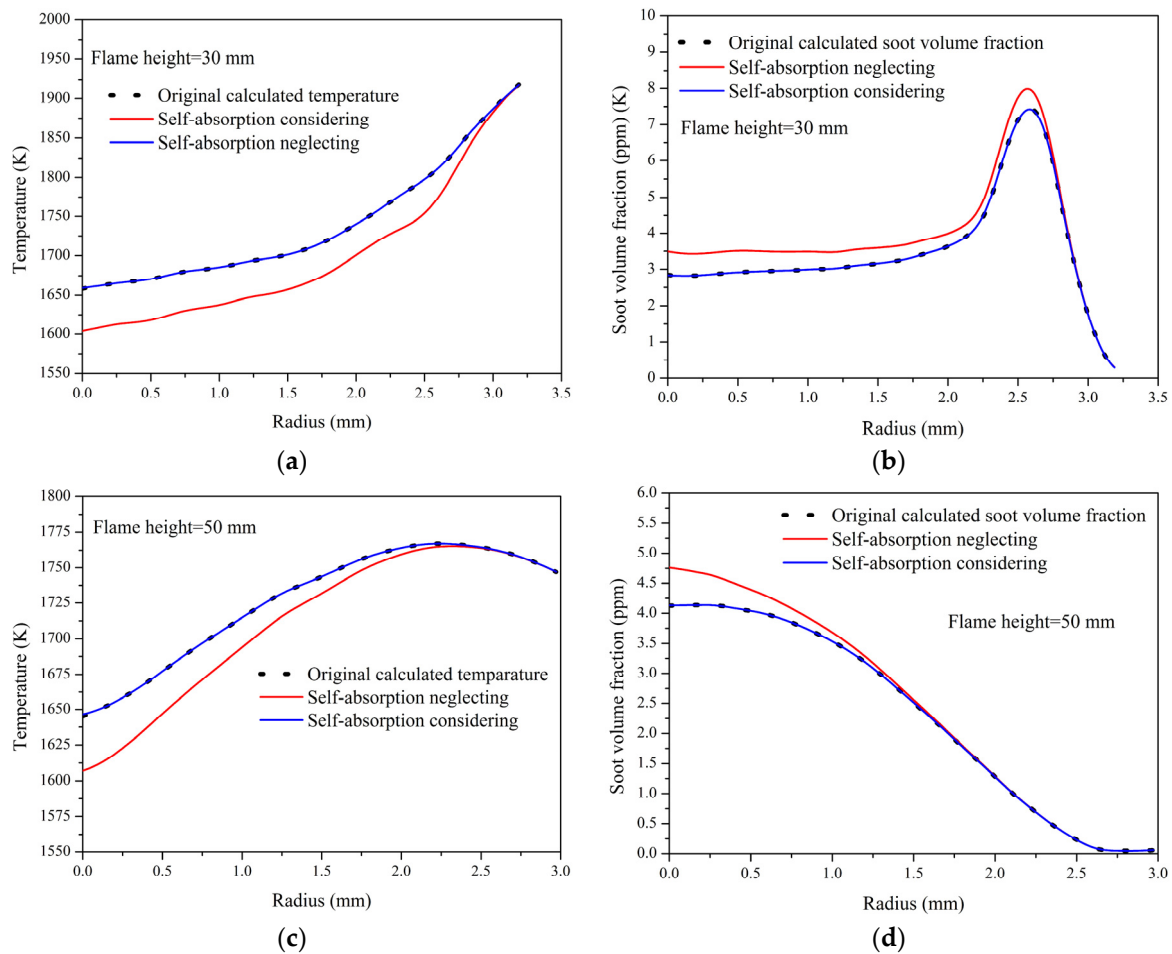 2000
1950
1900
1850
1800
1750
1700
1650
1600
1550
Temperature (K)
Flame height=30 mm
Original calculated temperature
Self-absorption considering
Self-absorption neglecting
0.0
0.5
1.0
1.5
2.0
2.5
3.0
3.5
Radius (mm)
(a)
10
9
8
7
6
5
4
3
2
1
0
Soot volume fraction (ppm) (K)
Original calculated soot volume fraction
Self-absorption neglecting
Self-absorption considering
Flame height=30 mm
0.0
0.5
1.0
1.5
2.0
2.5
3.0
3.5
Radius (mm)
(b)
1800
1775
1750
1725
1700
1675
1650
1625
1600
1575
1550
Temperature (K)
Flame height=50 mm
Original calculated temparature
Self-absorption neglecting
Self-absorption considering
0.0
0.5
1.0
1.5
2.0
2.5
3.0
Radius (mm)
(c)
6.0
5.5
5.0
4.5
4.0
3.5
3.0
2.5
2.0
1.5
1.0
0.5
0.0
Soot volume fraction (ppm)
Original calculated soot volume fraction
Self-absorption neglecting
Self-absorption considering
Flame height=50 mm
0.0
0.5
1.0
1.5
2.0
2.5
3.0
Radius (mm)
(d)